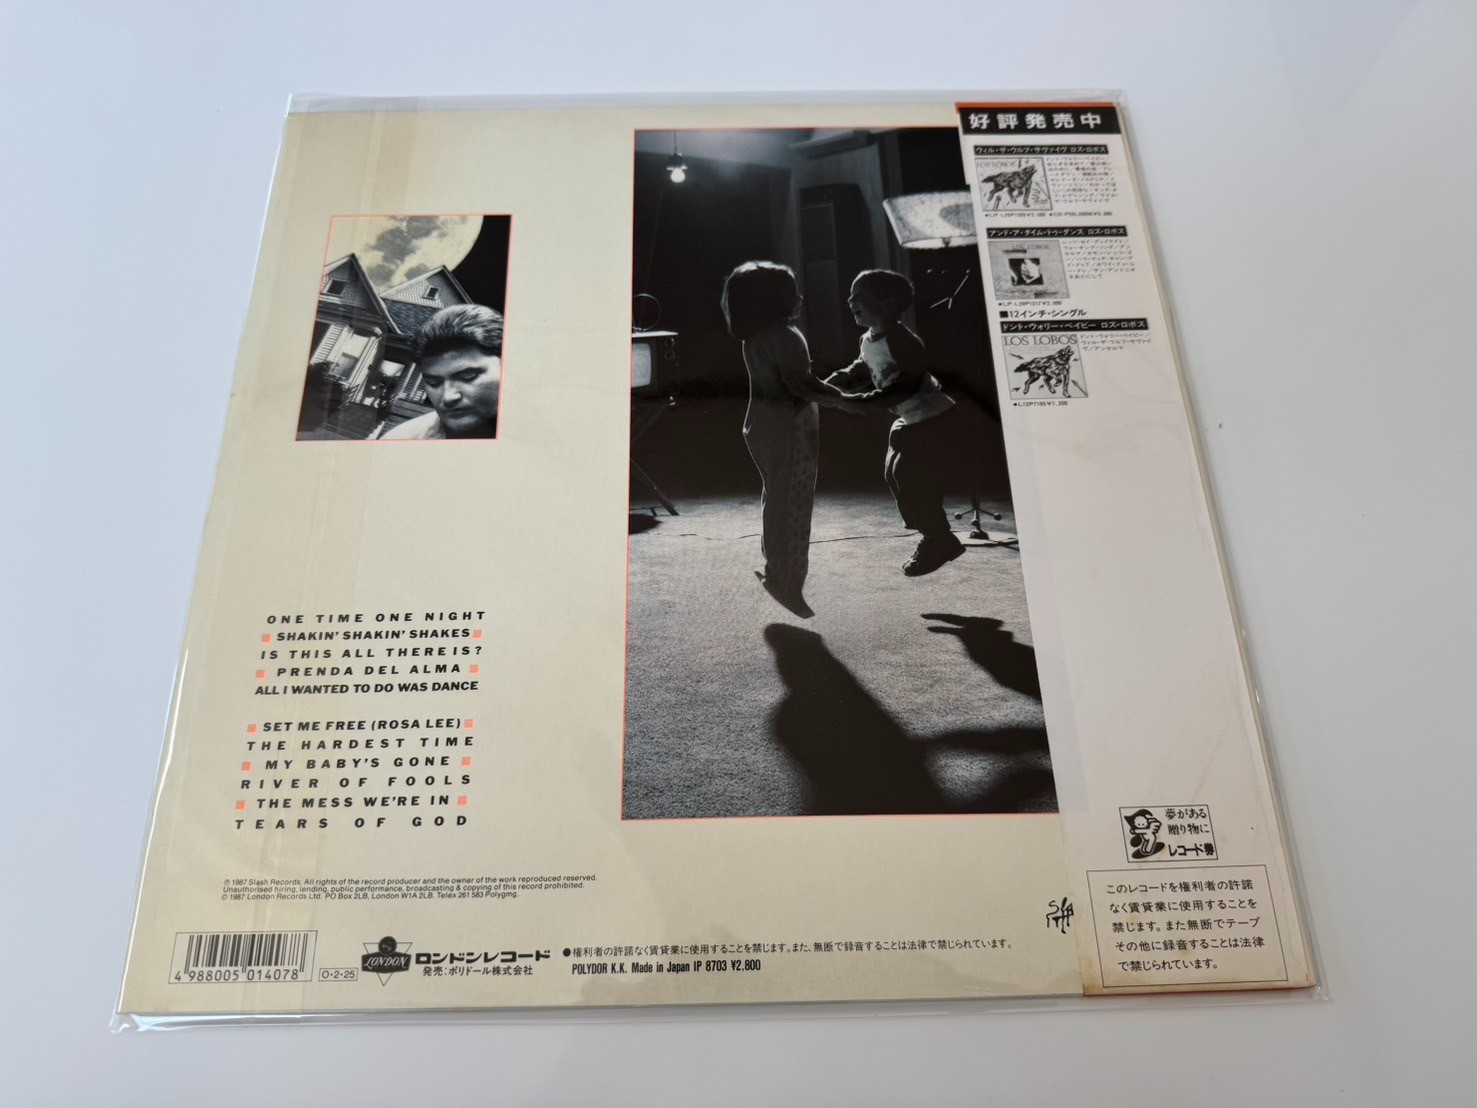 好評発売中
ウィル・ザ・ウルフ・サヴァイヴ ロス・ロボス
アンド・ア・タイム・トゥ・ダンス ロス・ロボス
LOS LOBOS
■12インチ・シングル
ドント・ウォリー・ベイビー ロス・ロボス
LOS LOBOS
ONE TIME ONE NIGHT
SHAKIN' SHAKIN' SHAKES
IS THIS ALL THERE IS?
PRENDA DEL ALMA
ALL I WANTED TO DO WAS DANCE
SET ME FREE (ROSA LEE)
THE HARDEST TIME
MY BABY'S GONE
RIVER OF FOOLS
THE MESS WE'RE IN
TEARS OF GOD
℗ 1987 Slash Records. All rights of the record producer and the owner of the work reproduced reserved.
Unauthorised hiring, lending, public performance, broadcasting & copying of this record prohibited.
© 1987 London Records Ltd. PO Box 2LB, London W1A 2LB. Telex 261 583 Polygmg.
4 988005 014078
O・2・25
LONDON
ロンドンレコード
発売:ポリドール株式会社
●権利者の許諾なく賃貸業に使用することを禁じます。また、無断で録音することは法律で禁じられています。
POLYDOR K.K. Made in Japan IP 8703 ¥2,800
夢がある
贈り物に
レコード券
このレコードを権利者の許諾
なく賃貸業に使用することを
禁じます。また無断でテープ
その他に録音することは法律
で禁じられています。